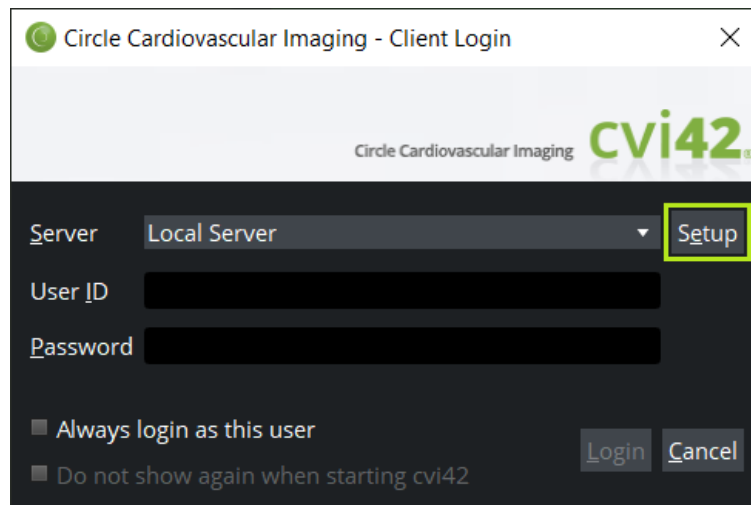 Circle Cardiovascular Imaging - Client Login
Circle Cardiovascular Imaging cvi42®
Server Local Server Setup
User ID
Password
Always login as this user
Login Cancel
Do not show again when starting cvi42